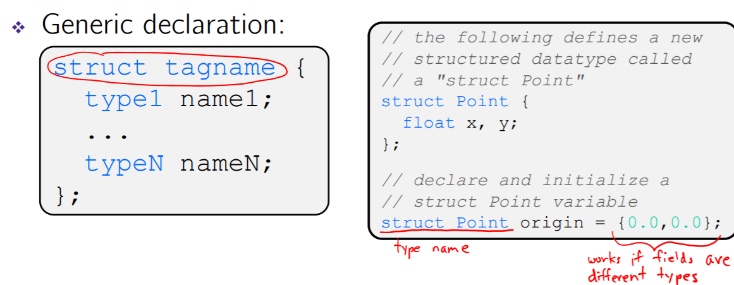 ❖ Generic declaration:
struct tagname {
type1 name1;
...
typeN nameN;
};
// the following defines a new
// structured datatype called
// a "struct Point"
struct Point {
float x, y;
};
// declare and initialize a
// struct Point variable
struct Point origin = {0.0,0.0};
type name
works if fields are
different types